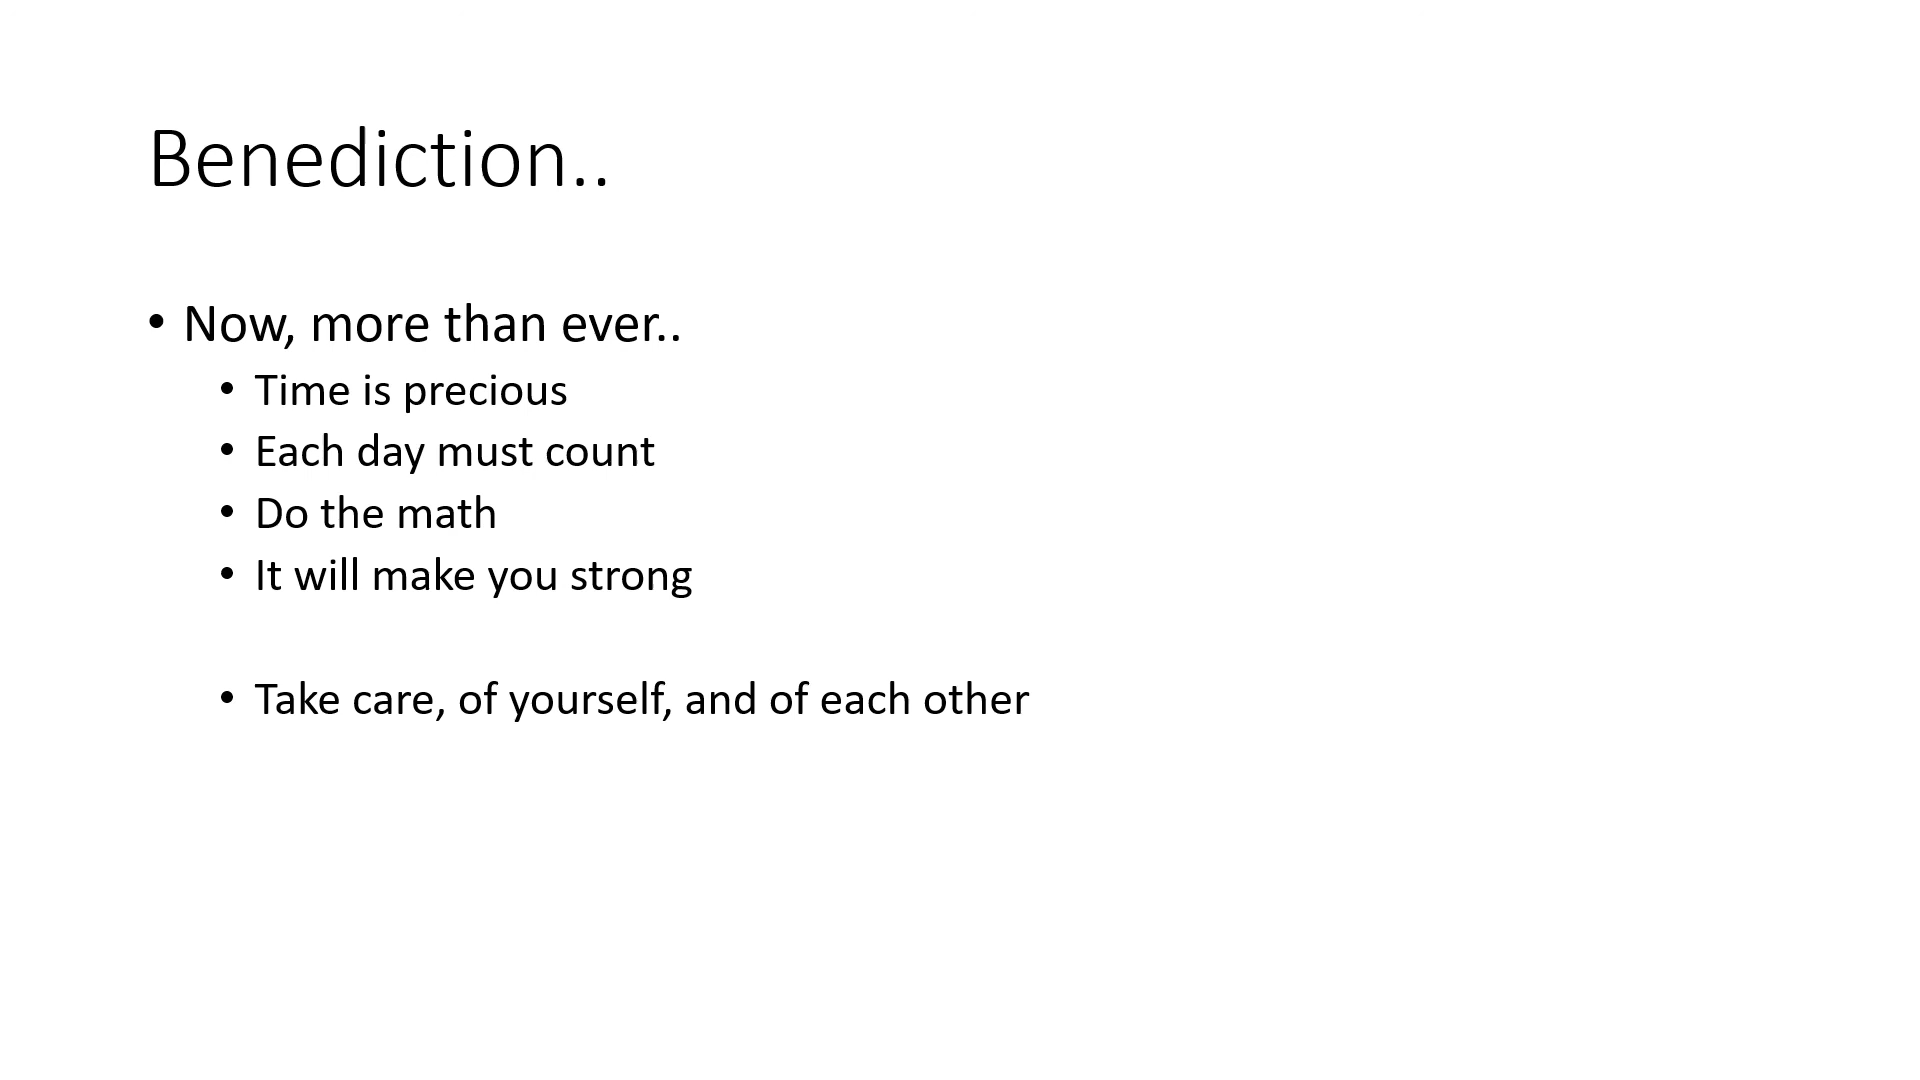 Benediction..
• Now, more than ever..
• Time is precious
• Each day must count
• Do the math
• It will make you strong
• Take care, of yourself, and of each other